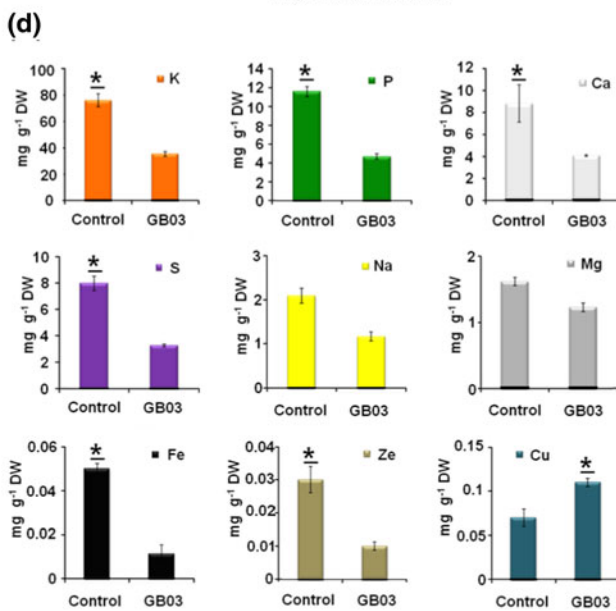 (d)
* K
mg g⁻¹ DW
100
80
60
40
20
0
Control GB03
* P
mg g⁻¹ DW
14
12
10
8
6
4
2
0
Control GB03
* Ca
mg g⁻¹ DW
12
10
8
6
4
2
0
Control GB03
* S
mg g⁻¹ DW
10
8
6
4
2
0
Control GB03
Na
mg g⁻¹ DW
3
2
1
0
Control GB03
Mg
mg g⁻¹ DW
2
1
0
Control GB03
* Fe
mg g⁻¹ DW
0.06
0.04
0.02
0
Control GB03
* Ze
mg g⁻¹ DW
0.04
0.03
0.02
0.01
0
Control GB03
* Cu
mg g⁻¹ DW
0.15
0.1
0.05
0
Control GB03